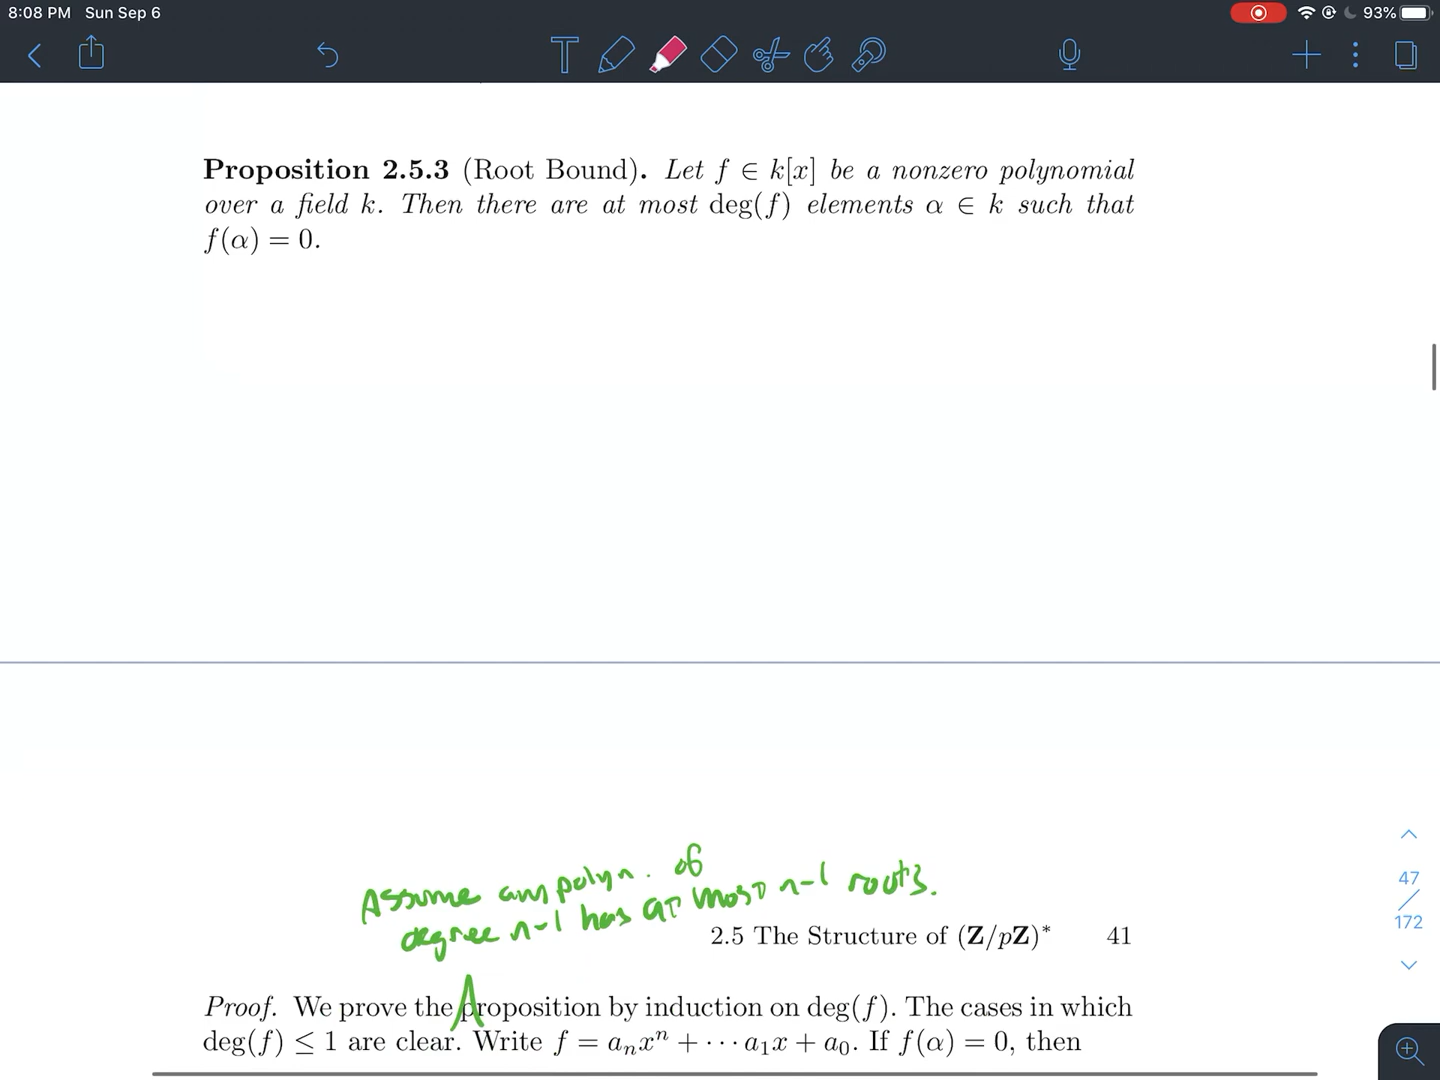 8:08 PM Sun Sep 6
93%
Proposition 2.5.3 (Root Bound). Let f ∈ k[x] be a nonzero polynomial
over a field k. Then there are at most deg(f) elements α ∈ k such that
f(α) = 0.
Assume any polyn. of
degree n-1 has at most n-1 roots.
2.5 The Structure of (Z/pZ)* 41
Proof. We prove the proposition by induction on deg(f). The cases in which
deg(f) ≤ 1 are clear. Write f = aₙxⁿ + ⋯ a₁x + a₀. If f(α) = 0, then
47
172